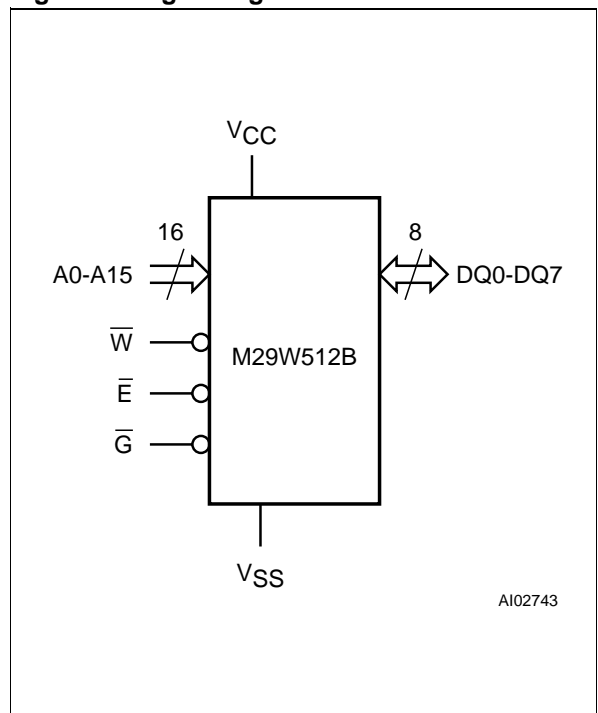 VCC
16
8
A0-A15
DQ0-DQ7
W̅
M29W512B
E̅
G̅
VSS
AI02743